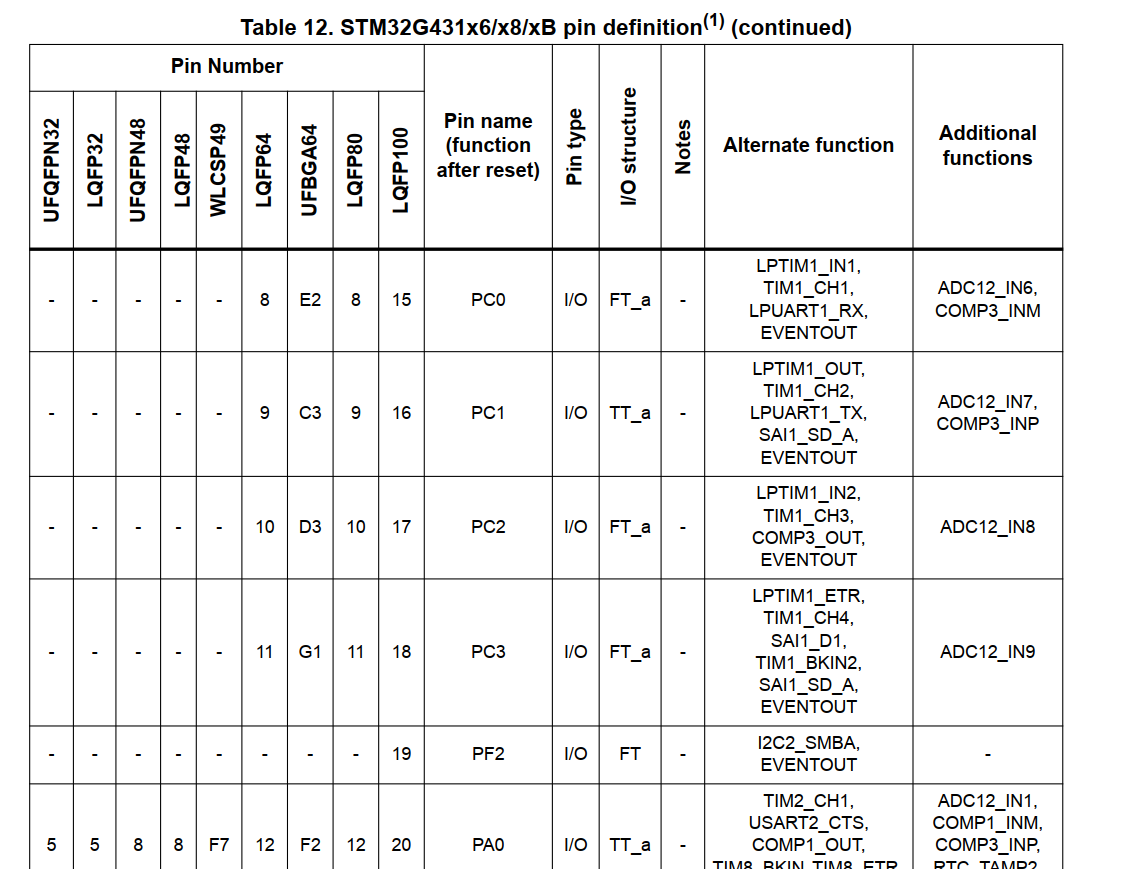 Table 12. STM32G431x6/x8/xB pin definition(1) (continued)
Pin Number
UFQFPN32 LQFP32 UFQFPN48 LQFP48 WLCSP49 LQFP64 UFBGA64 LQFP80 LQFP100
Pin name
(function
after reset)
Pin type
I/O structure
Notes
Alternate function
Additional
functions
- - - - - 8 E2 8 15 PC0 I/O FT_a -
LPTIM1_IN1,
TIM1_CH1,
LPUART1_RX,
EVENTOUT
ADC12_IN6,
COMP3_INM
- - - - - 9 C3 9 16 PC1 I/O TT_a -
LPTIM1_OUT,
TIM1_CH2,
LPUART1_TX,
SAI1_SD_A,
EVENTOUT
ADC12_IN7,
COMP3_INP
- - - - - 10 D3 10 17 PC2 I/O FT_a -
LPTIM1_IN2,
TIM1_CH3,
COMP3_OUT,
EVENTOUT
ADC12_IN8
- - - - - 11 G1 11 18 PC3 I/O FT_a -
LPTIM1_ETR,
TIM1_CH4,
SAI1_D1,
TIM1_BKIN2,
SAI1_SD_A,
EVENTOUT
ADC12_IN9
- - - - - - - - 19 PF2 I/O FT -
I2C2_SMBA,
EVENTOUT
-
5 5 8 8 F7 12 F2 12 20 PA0 I/O TT_a -
TIM2_CH1,
USART2_CTS,
COMP1_OUT,
TIM8_BKIN, TIM8_ETR,
ADC12_IN1,
COMP1_INM,
COMP3_INP,
RTC_TAMP2,